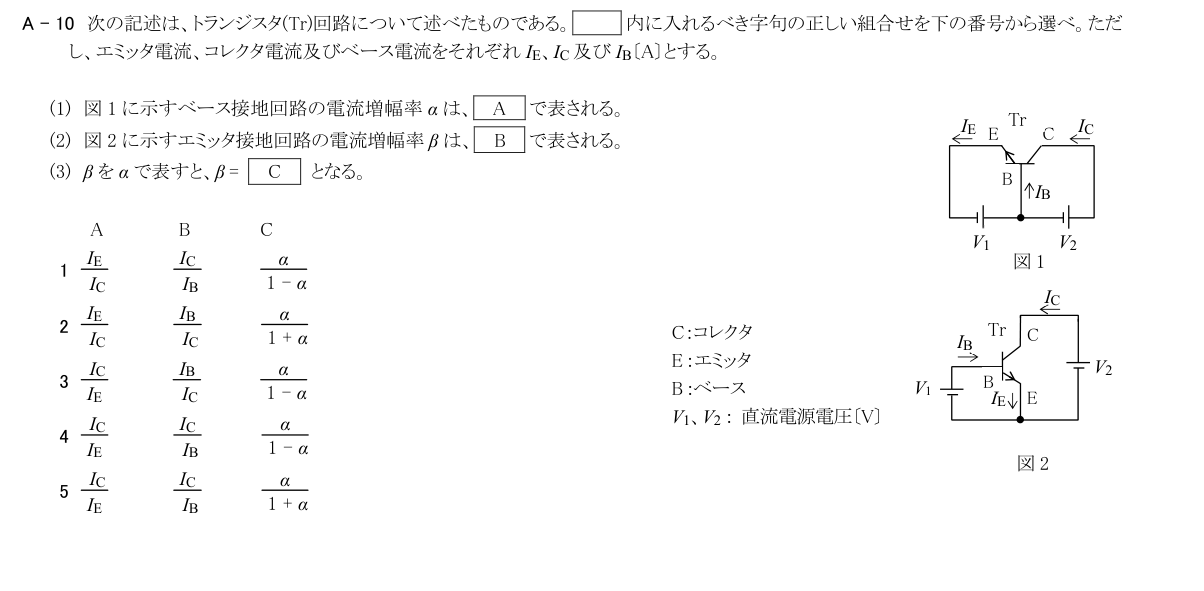 A － 10 次の記述は、トランジスタ(Tr)回路について述べたものである。 内に入れるべき字句の正しい組合せを下の番号から選べ。ただ
し、エミッタ電流、コレクタ電流及びベース電流をそれぞれ IE、IC 及び IB〔A〕とする。
(1) 図 1 に示すベース接地回路の電流増幅率 α は、 A で表される。
(2) 図 2 に示すエミッタ接地回路の電流増幅率 β は、 B で表される。
(3) β を α で表すと、β = C となる。
A B C
1 IE/IC IC/IB α/(1 − α)
2 IE/IC IB/IC α/(1 + α)
3 IC/IE IB/IC α/(1 − α)
4 IC/IE IC/IB α/(1 − α)
5 IC/IE IC/IB α/(1 + α)
IE E Tr C IC
B IB
V1 V2
図 1
C：コレクタ
E：エミッタ
B：ベース
V1、V2： 直流電源電圧〔V〕
IC
Tr C
IB
V1 B V2
IE E
図 2